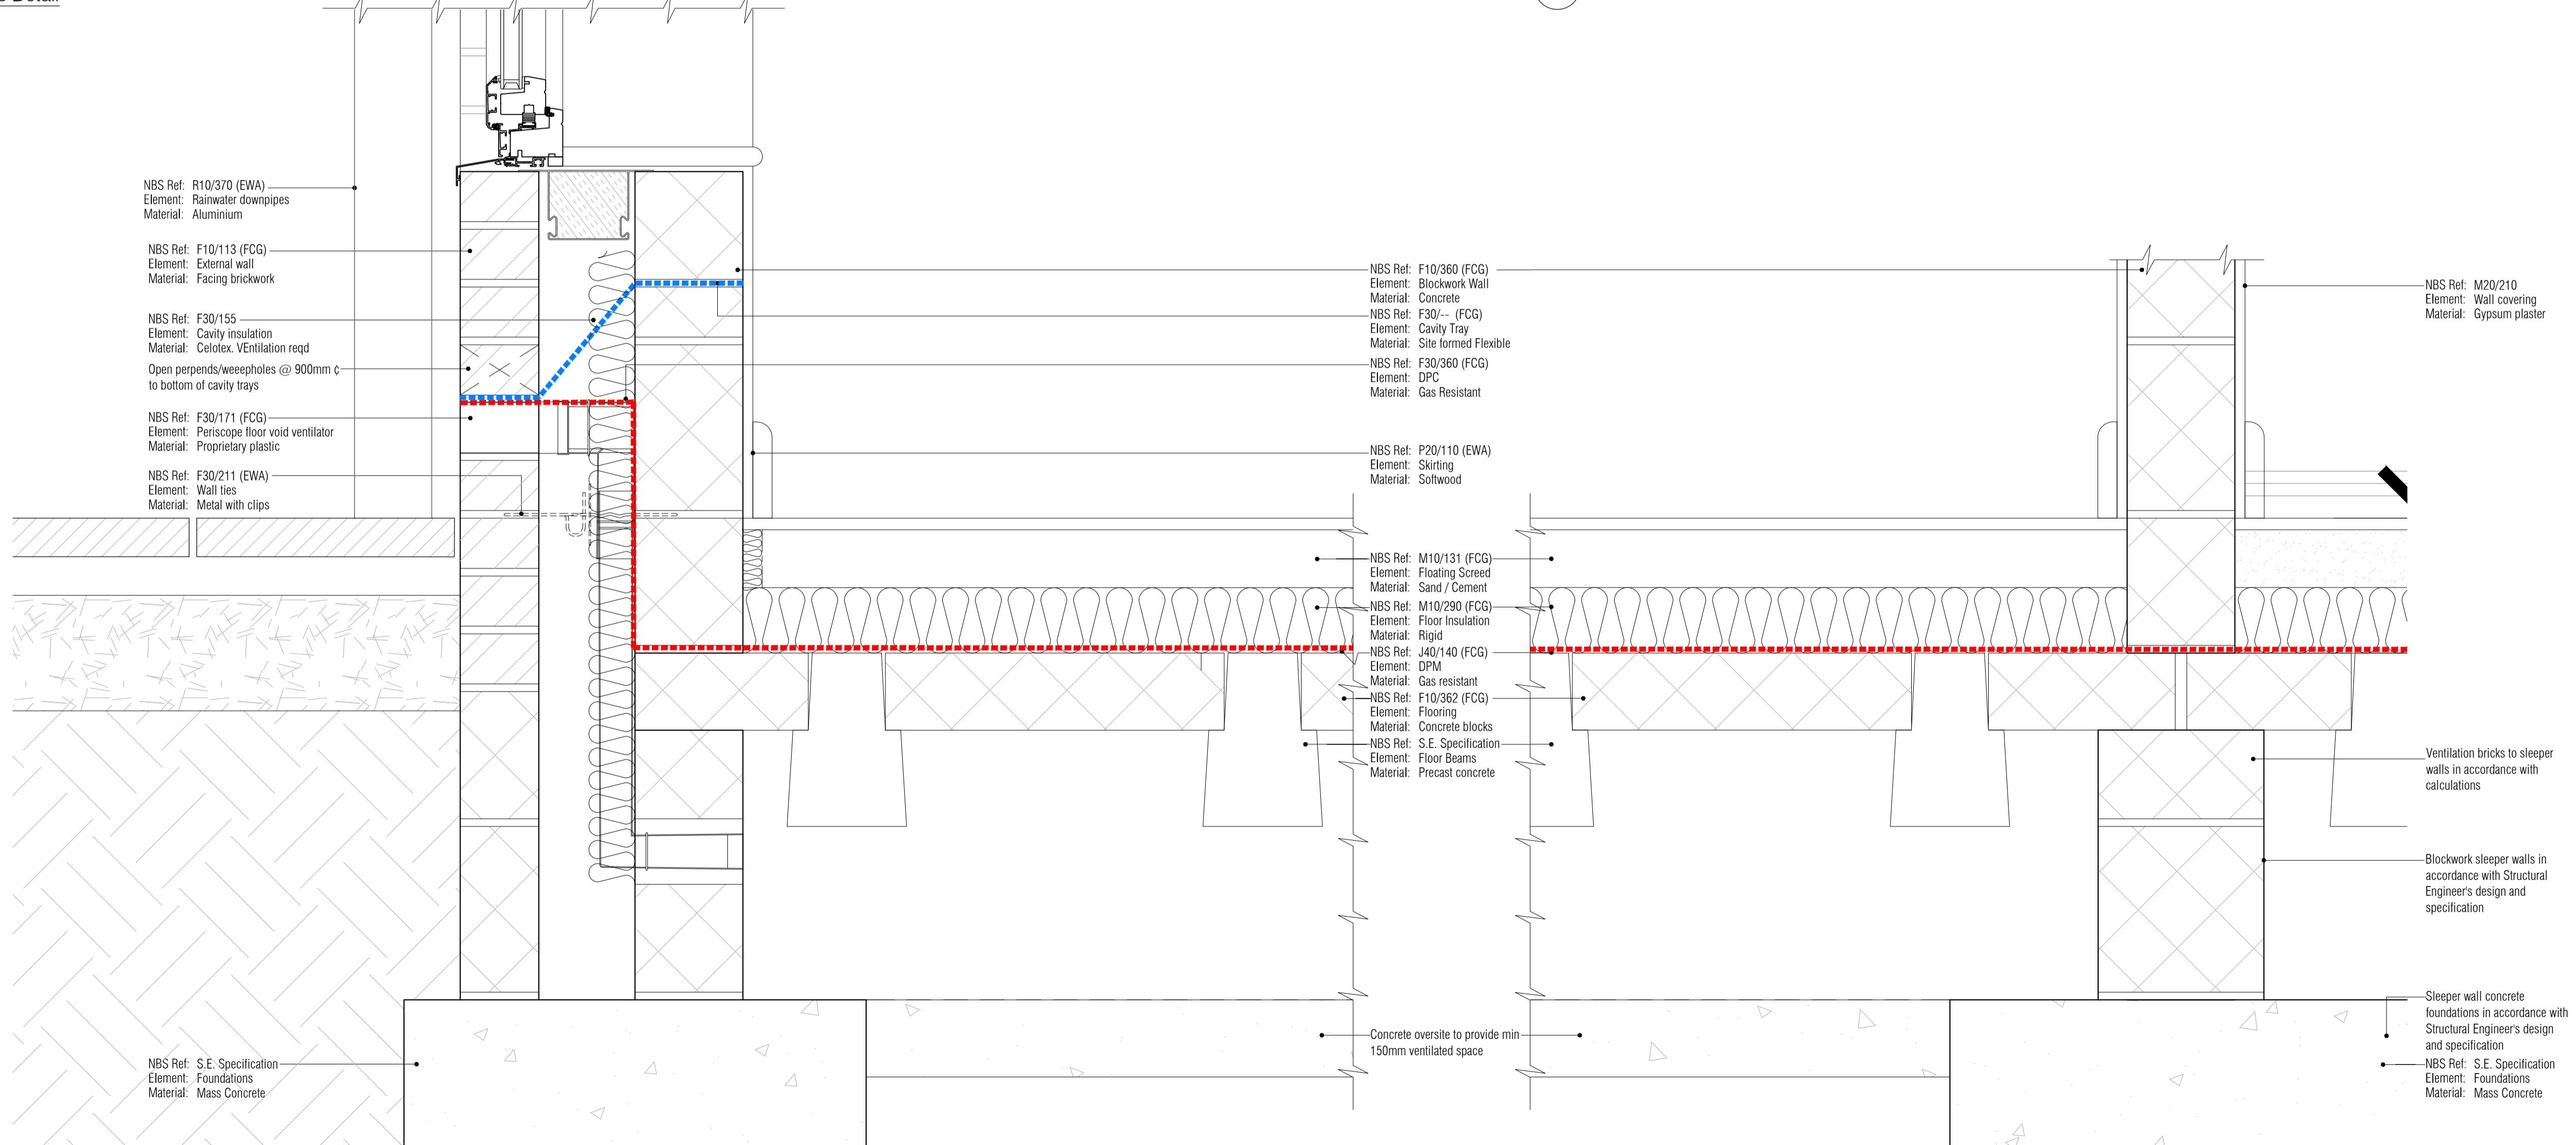 Detail
NBS Ref: R10/370 (EWA)
Element: Rainwater downpipes
Material: Aluminium
NBS Ref: F10/113 (FCG)
Element: External wall
Material: Facing brickwork
NBS Ref: F30/155
Element: Cavity insulation
Material: Celotex. VEntilation reqd
Open perpends/weeepholes @ 900mm ¢
to bottom of cavity trays
NBS Ref: F30/171 (FCG)
Element: Periscope floor void ventilator
Material: Proprietary plastic
NBS Ref: F30/211 (EWA)
Element: Wall ties
Material: Metal with clips
NBS Ref: S.E. Specification
Element: Foundations
Material: Mass Concrete
NBS Ref: F10/360 (FCG)
Element: Blockwork Wall
Material: Concrete
NBS Ref: F30/-- (FCG)
Element: Cavity Tray
Material: Site formed Flexible
NBS Ref: F30/360 (FCG)
Element: DPC
Material: Gas Resistant
NBS Ref: P20/110 (EWA)
Element: Skirting
Material: Softwood
NBS Ref: M10/131 (FCG)
Element: Floating Screed
Material: Sand / Cement
NBS Ref: M10/290 (FCG)
Element: Floor Insulation
Material: Rigid
NBS Ref: J40/140 (FCG)
Element: DPM
Material: Gas resistant
NBS Ref: F10/362 (FCG)
Element: Flooring
Material: Concrete blocks
NBS Ref: S.E. Specification
Element: Floor Beams
Material: Precast concrete
Concrete oversite to provide min
150mm ventilated space
NBS Ref: M20/210
Element: Wall covering
Material: Gypsum plaster
Ventilation bricks to sleeper
walls in accordance with
calculations
Blockwork sleeper walls in
accordance with Structural
Engineer's design and
specification
Sleeper wall concrete
foundations in accordance with
Structural Engineer's design
and specification
NBS Ref: S.E. Specification
Element: Foundations
Material: Mass Concrete